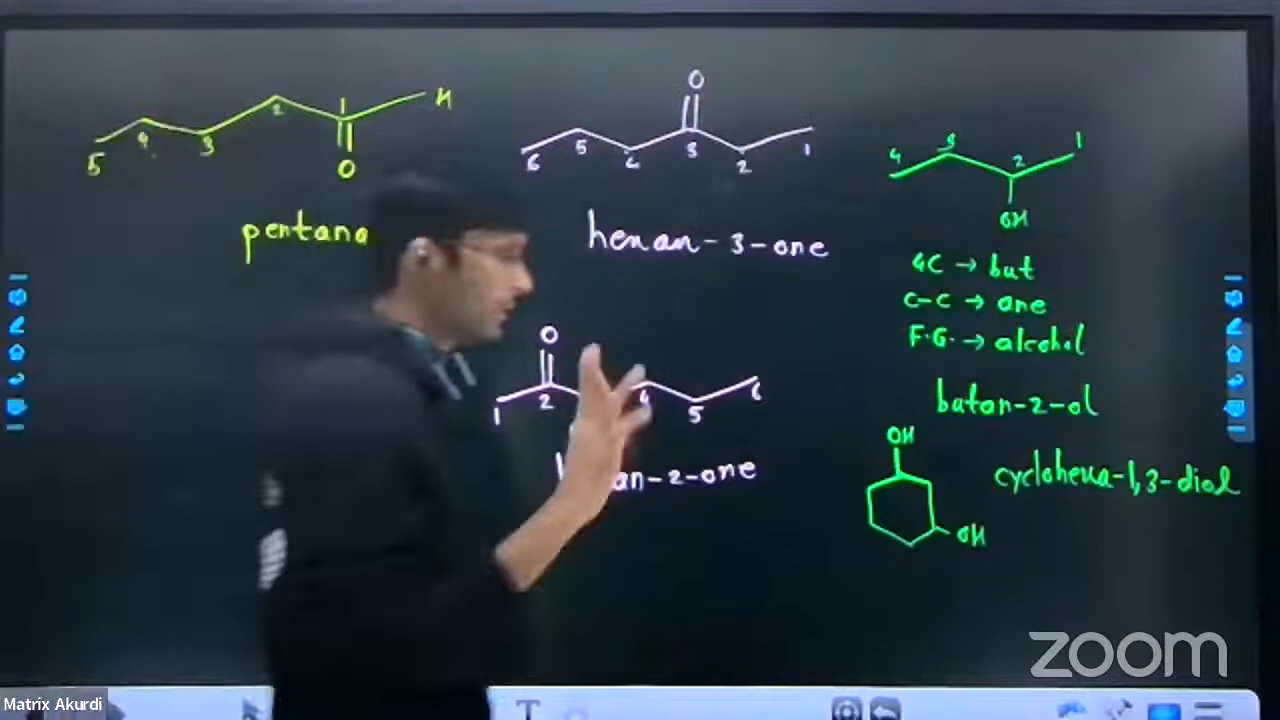 H
1
2
3
4
5
O
pentana
O
6
5
4
3
2
1
hexan-3-one
O
1
2
4
5
6
an-2-one
4
3
2
1
OH
4C → but
C-C → ane
F.G. → alcohol
butan-2-ol
OH
OH
cyclohexa-1,3-diol
zoom
Matrix Akurdi
T